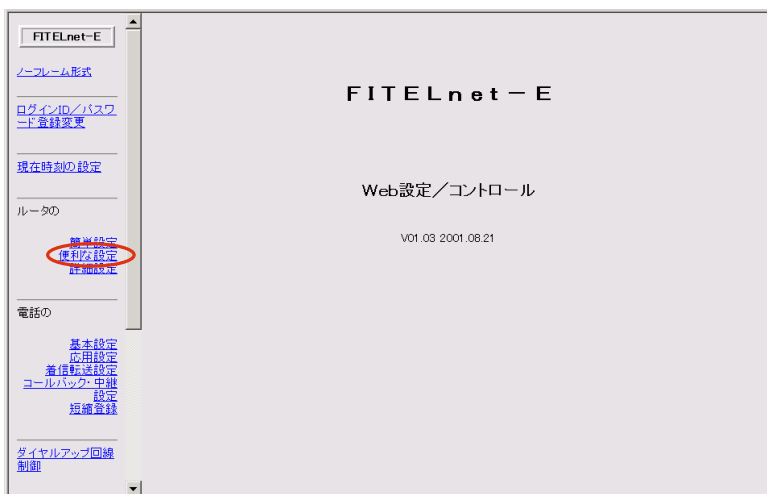 FITELnet-E
ノーフレーム形式
ログインID／パスワ
ード登録変更
現在時刻の設定
ルータの
簡単設定
便利な設定
詳細設定
電話の
基本設定
応用設定
着信転送設定
コールバック・中継
設定
短縮登録
ダイヤルアップ回線
制御
ＦＩＴＥＬｎｅｔ－Ｅ
Web設定／コントロール
V01.03 2001.08.21